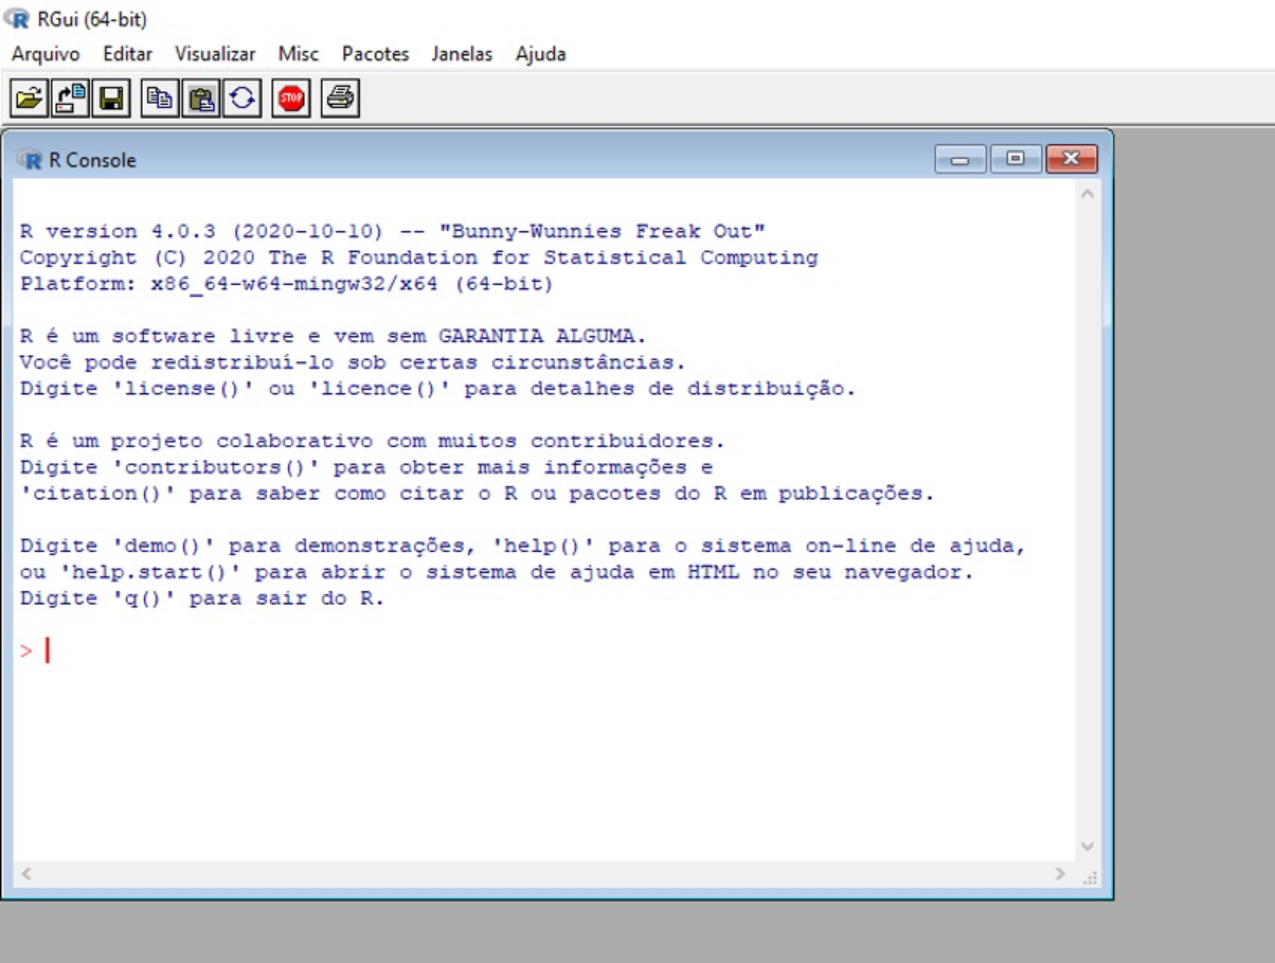 RGui (64-bit)
Arquivo Editar Visualizar Misc Pacotes Janelas Ajuda
STOP
R Console
R version 4.0.3 (2020-10-10) -- "Bunny-Wunnies Freak Out"
Copyright (C) 2020 The R Foundation for Statistical Computing
Platform: x86_64-w64-mingw32/x64 (64-bit)
R é um software livre e vem sem GARANTIA ALGUMA.
Você pode redistribuí-lo sob certas circunstâncias.
Digite 'license()' ou 'licence()' para detalhes de distribuição.
R é um projeto colaborativo com muitos contribuidores.
Digite 'contributors()' para obter mais informações e
'citation()' para saber como citar o R ou pacotes do R em publicações.
Digite 'demo()' para demonstrações, 'help()' para o sistema on-line de ajuda,
ou 'help.start()' para abrir o sistema de ajuda em HTML no seu navegador.
Digite 'q()' para sair do R.
>